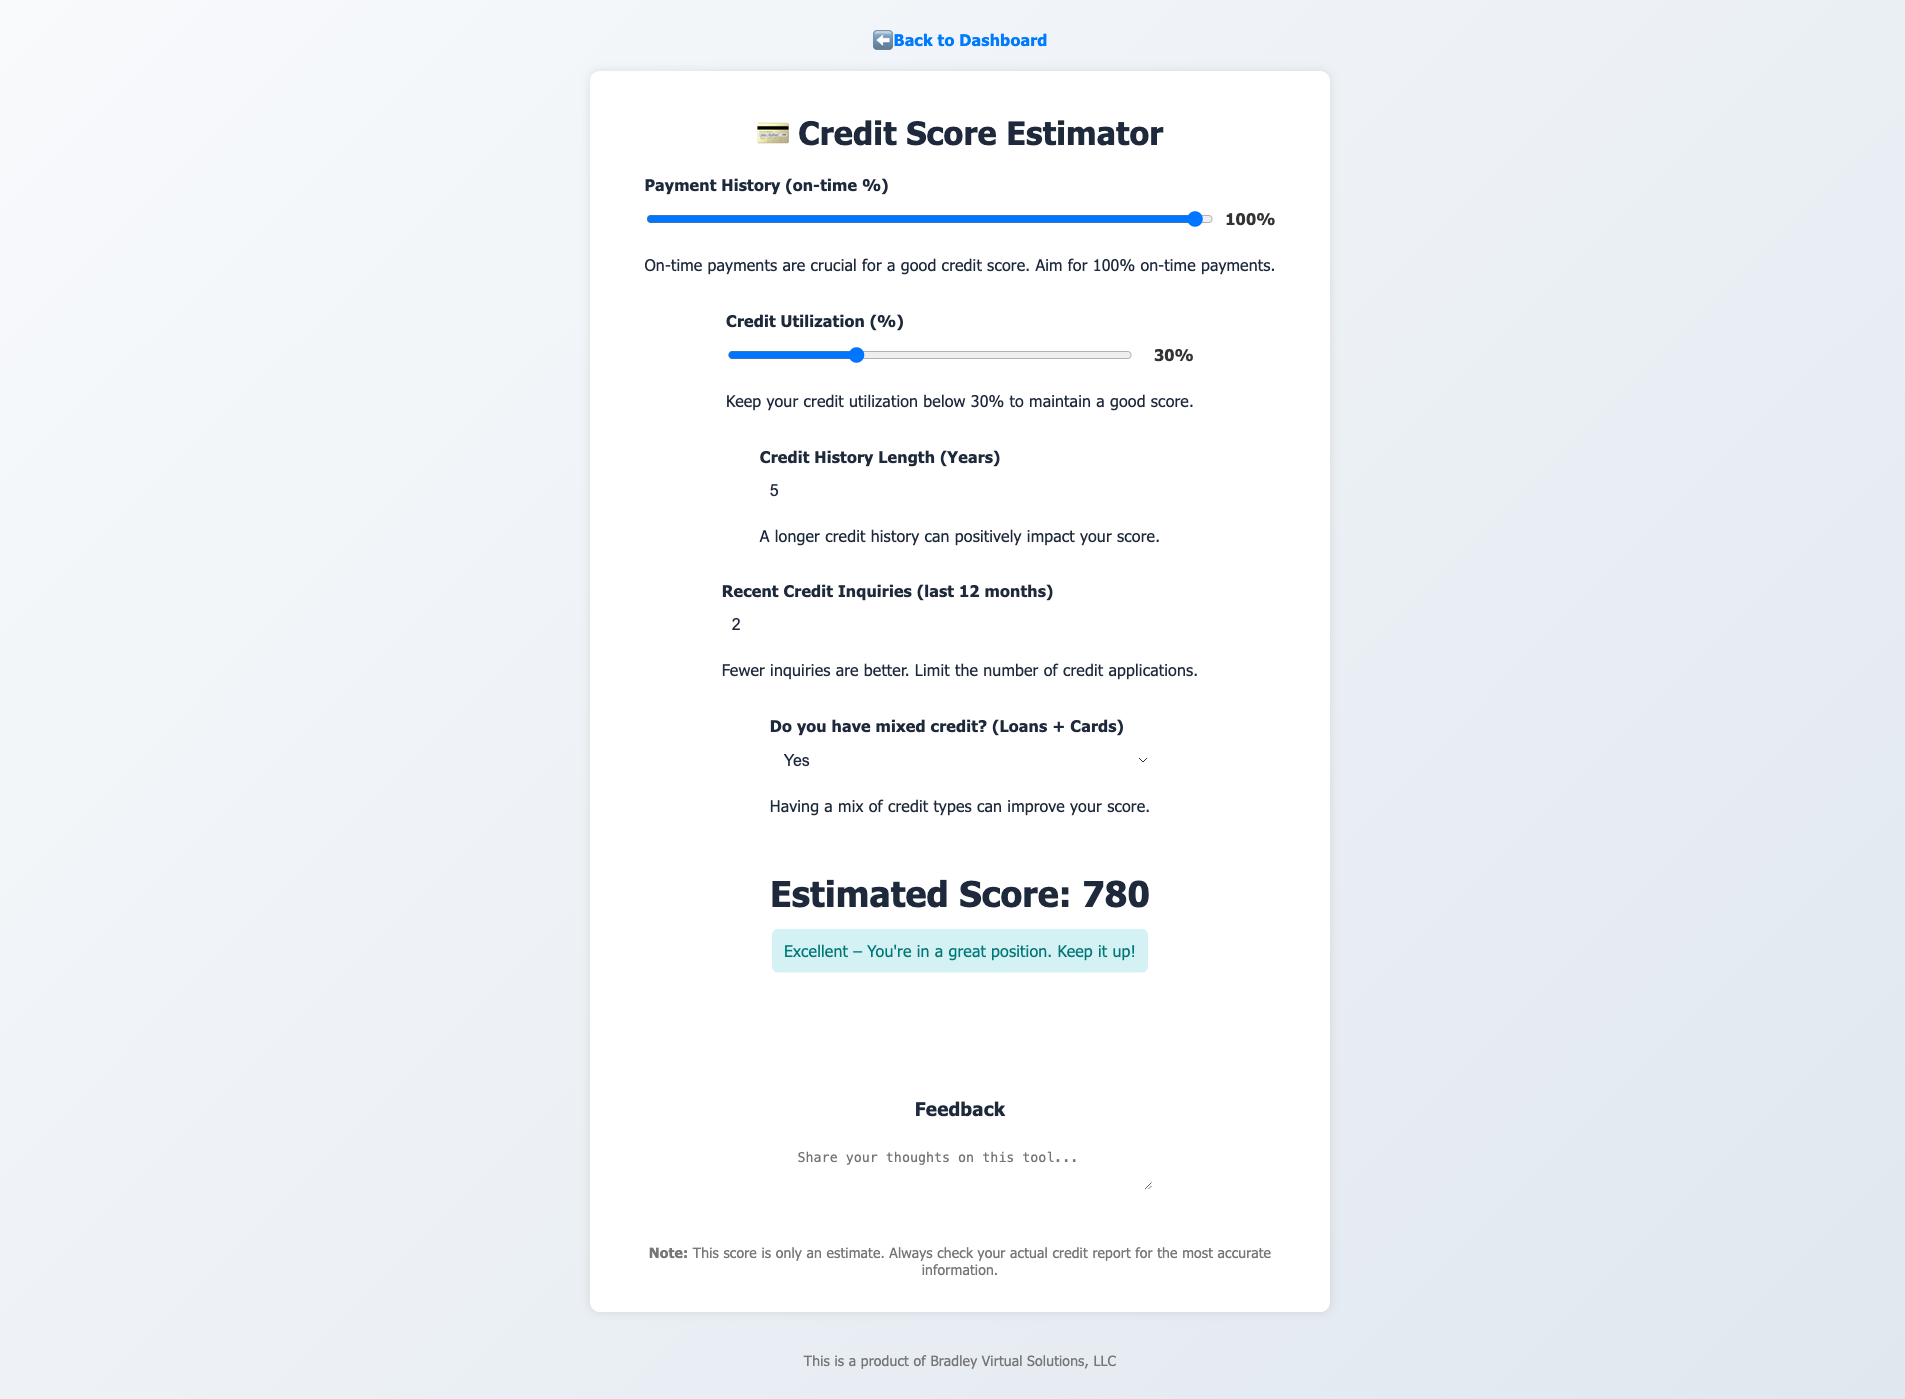 ⬅️Back to Dashboard
💳 Credit Score Estimator
Payment History (on-time %)
100%
On-time payments are crucial for a good credit score. Aim for 100% on-time payments.
Credit Utilization (%)
30%
Keep your credit utilization below 30% to maintain a good score.
Credit History Length (Years)
5
A longer credit history can positively impact your score.
Recent Credit Inquiries (last 12 months)
2
Fewer inquiries are better. Limit the number of credit applications.
Do you have mixed credit? (Loans + Cards)
Yes
Having a mix of credit types can improve your score.
Estimated Score: 780
Excellent – You're in a great position. Keep it up!
Feedback
Share your thoughts on this tool...
Note: This score is only an estimate. Always check your actual credit report for the most accurate
information.
This is a product of Bradley Virtual Solutions, LLC